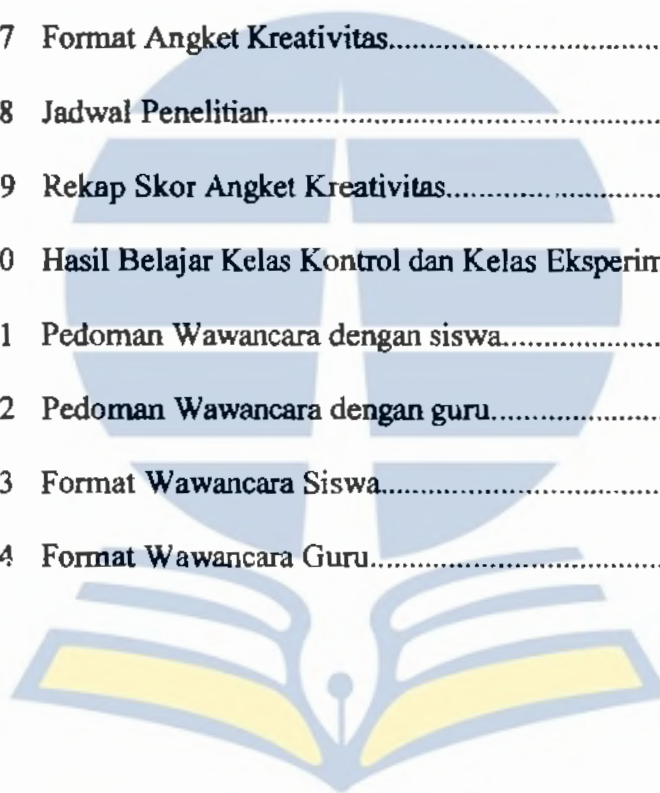 7 Format Angket Kreativitas
8 Jadwal Penelitian
9 Rekap Skor Angket Kreativitas
0 Hasil Belajar Kelas Kontrol dan Kelas Eksperim
1 Pedoman Wawancara dengan siswa
2 Pedoman Wawancara dengan guru
3 Format Wawancara Siswa
4 Format Wawancara Guru